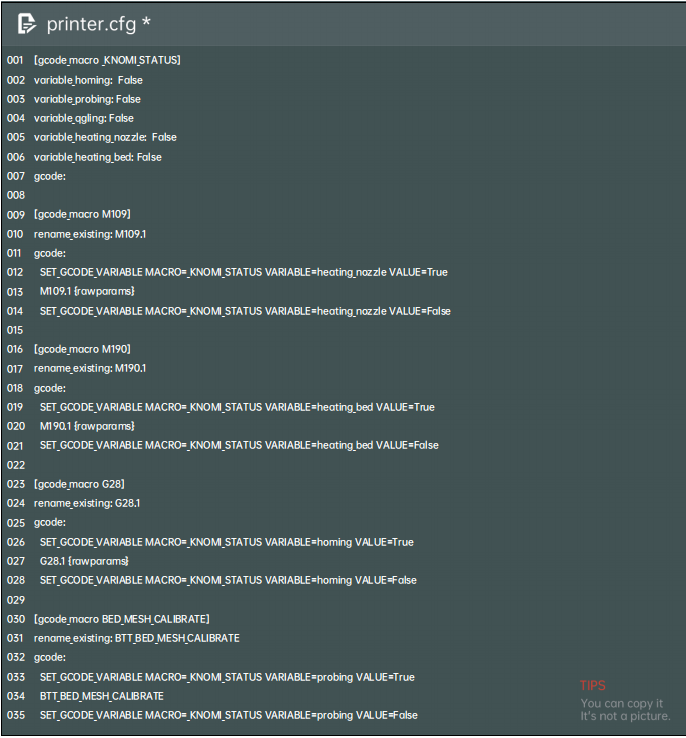 printer.cfg *
001 [gcode_macro _KNOMI_STATUS]
002 variable_homing: False
003 variable_probing: False
004 variable_qgling: False
005 variable_heating_nozzle: False
006 variable_heating_bed: False
007 gcode:
008
009 [gcode_macro M109]
010 rename_existing: M109.1
011 gcode:
012 SET_GCODE_VARIABLE MACRO=_KNOMI_STATUS VARIABLE=heating_nozzle VALUE=True
013 M109.1 {rawparams}
014 SET_GCODE_VARIABLE MACRO=_KNOMI_STATUS VARIABLE=heating_nozzle VALUE=False
015
016 [gcode_macro M190]
017 rename_existing: M190.1
018 gcode:
019 SET_GCODE_VARIABLE MACRO=_KNOMI_STATUS VARIABLE=heating_bed VALUE=True
020 M190.1 {rawparams}
021 SET_GCODE_VARIABLE MACRO=_KNOMI_STATUS VARIABLE=heating_bed VALUE=False
022
023 [gcode_macro G28]
024 rename_existing: G28.1
025 gcode:
026 SET_GCODE_VARIABLE MACRO=_KNOMI_STATUS VARIABLE=homing VALUE=True
027 G28.1 {rawparams}
028 SET_GCODE_VARIABLE MACRO=_KNOMI_STATUS VARIABLE=homing VALUE=False
029
030 [gcode_macro BED_MESH_CALIBRATE]
031 rename_existing: BTT_BED_MESH_CALIBRATE
032 gcode:
033 SET_GCODE_VARIABLE MACRO=_KNOMI_STATUS VARIABLE=probing VALUE=True
034 BTT_BED_MESH_CALIBRATE
035 SET_GCODE_VARIABLE MACRO=_KNOMI_STATUS VARIABLE=probing VALUE=False
TIPS
You can copy it
It's not a picture.